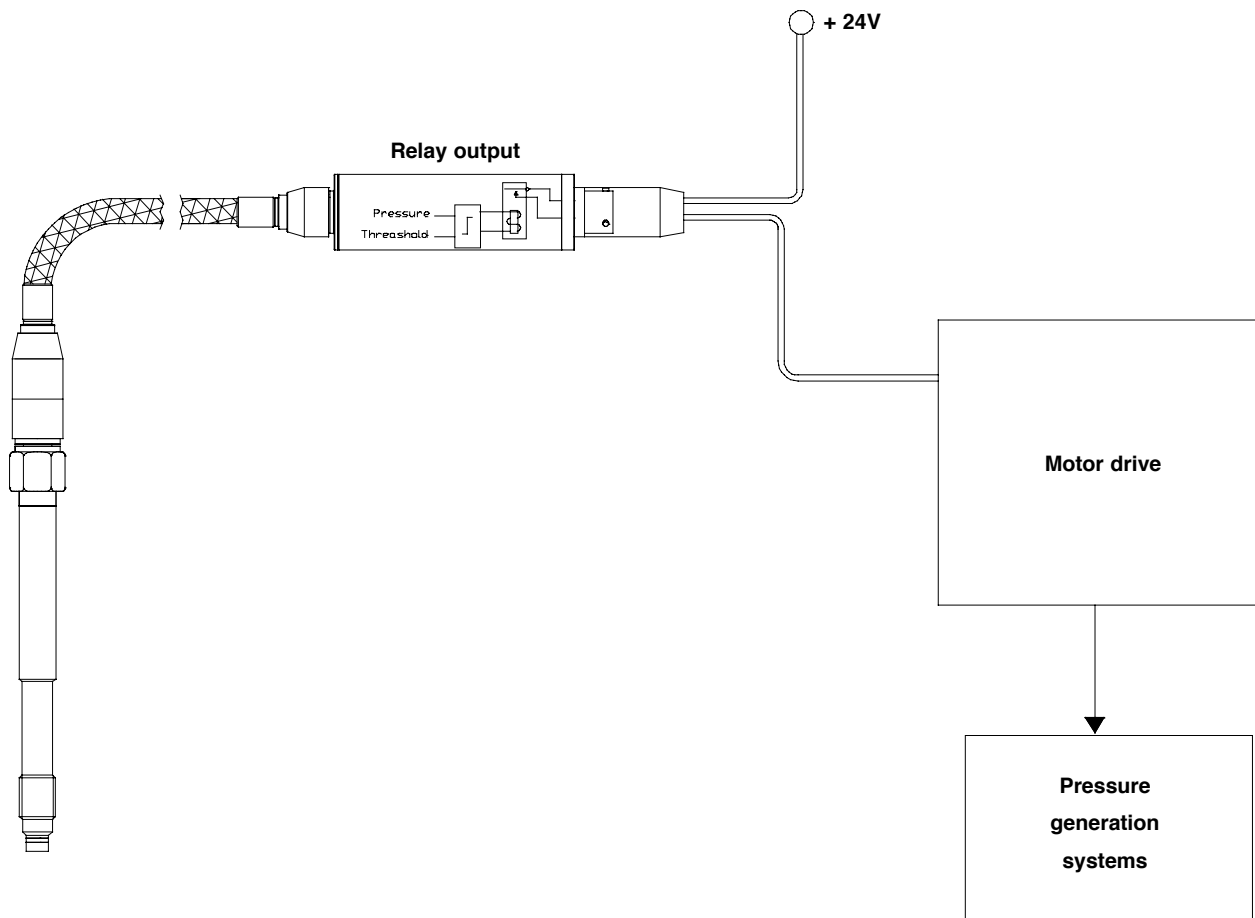 + 24V
Relay output
Pressure
Threashold
Motor drive
Pressure
generation
systems